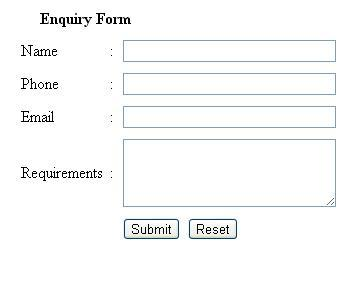 Enquiry Form
Name :
Phone :
Email :
Requirements :
Submit Reset